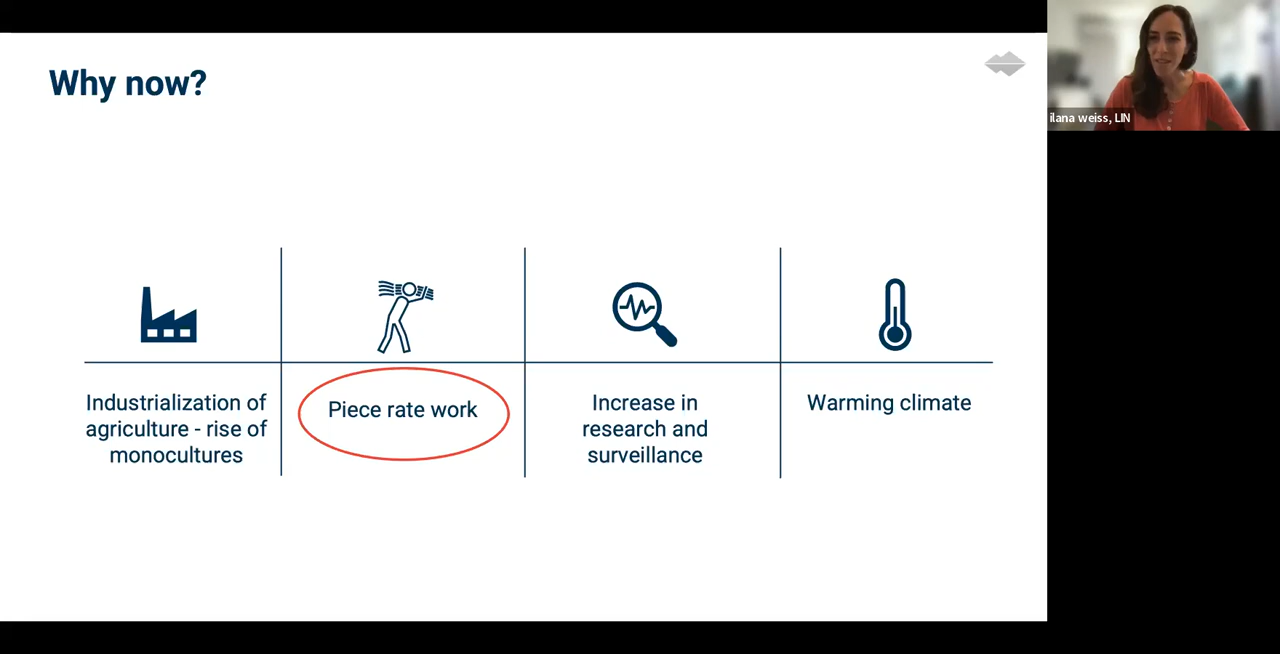 Why now?
ilana weiss, LIN
Industrialization of
agriculture - rise of
monocultures
Piece rate work
Increase in
research and
surveillance
Warming climate